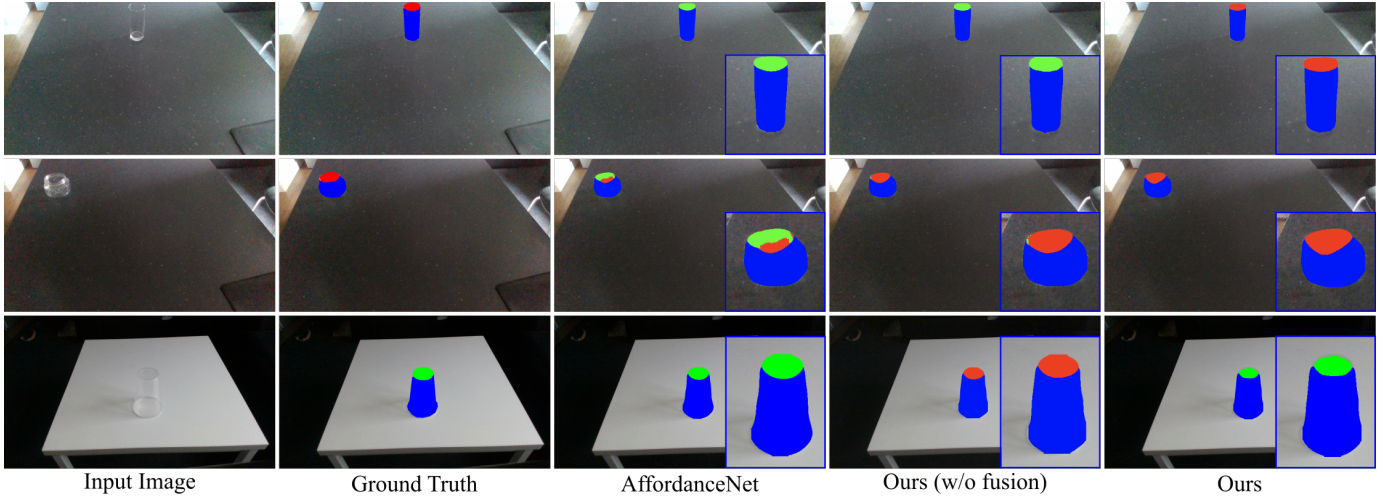 Input Image
Ground Truth
AffordanceNet
Ours (w/o fusion)
Ours